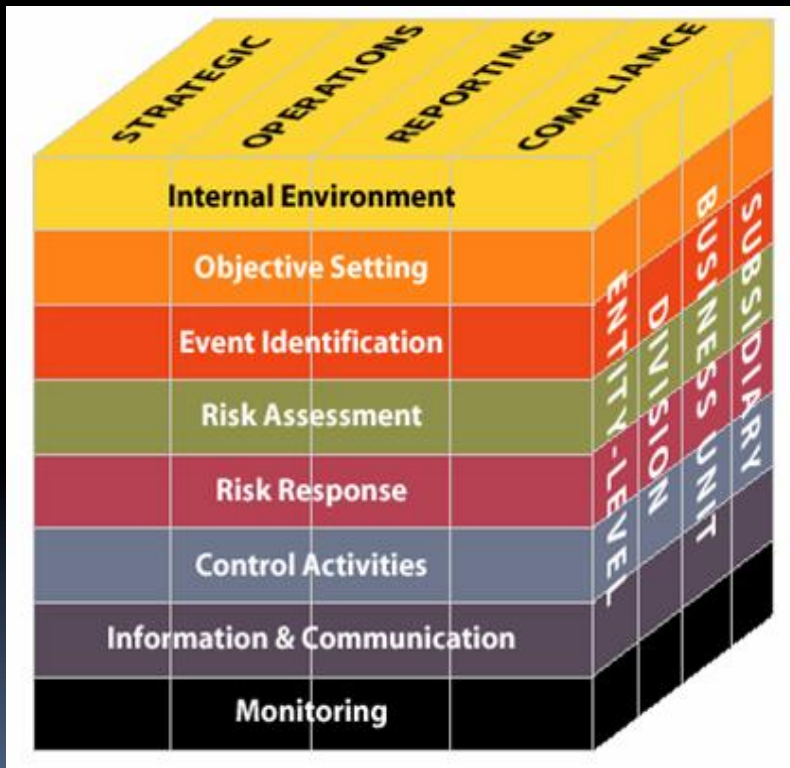 STRATEGIC
OPERATIONS
REPORTING
COMPLIANCE
Internal Environment
Objective Setting
Event Identification
Risk Assessment
Risk Response
Control Activities
Information & Communication
Monitoring
ENTITY-LEVEL
DIVISION
BUSINESS UNIT
SUBSIDIARY